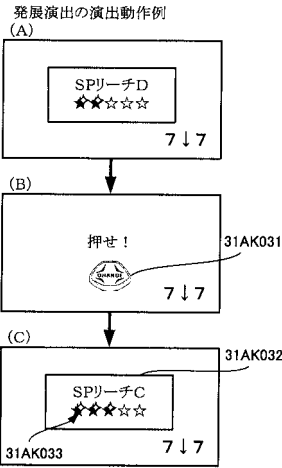 発展演出の演出動作例
(A)
SPリーチD
★★☆☆☆
7↓7
(B)
押せ!
CHANCE
31AK031
7↓7
(C)
31AK032
SPリーチC
★★★☆☆
31AK033
7↓7